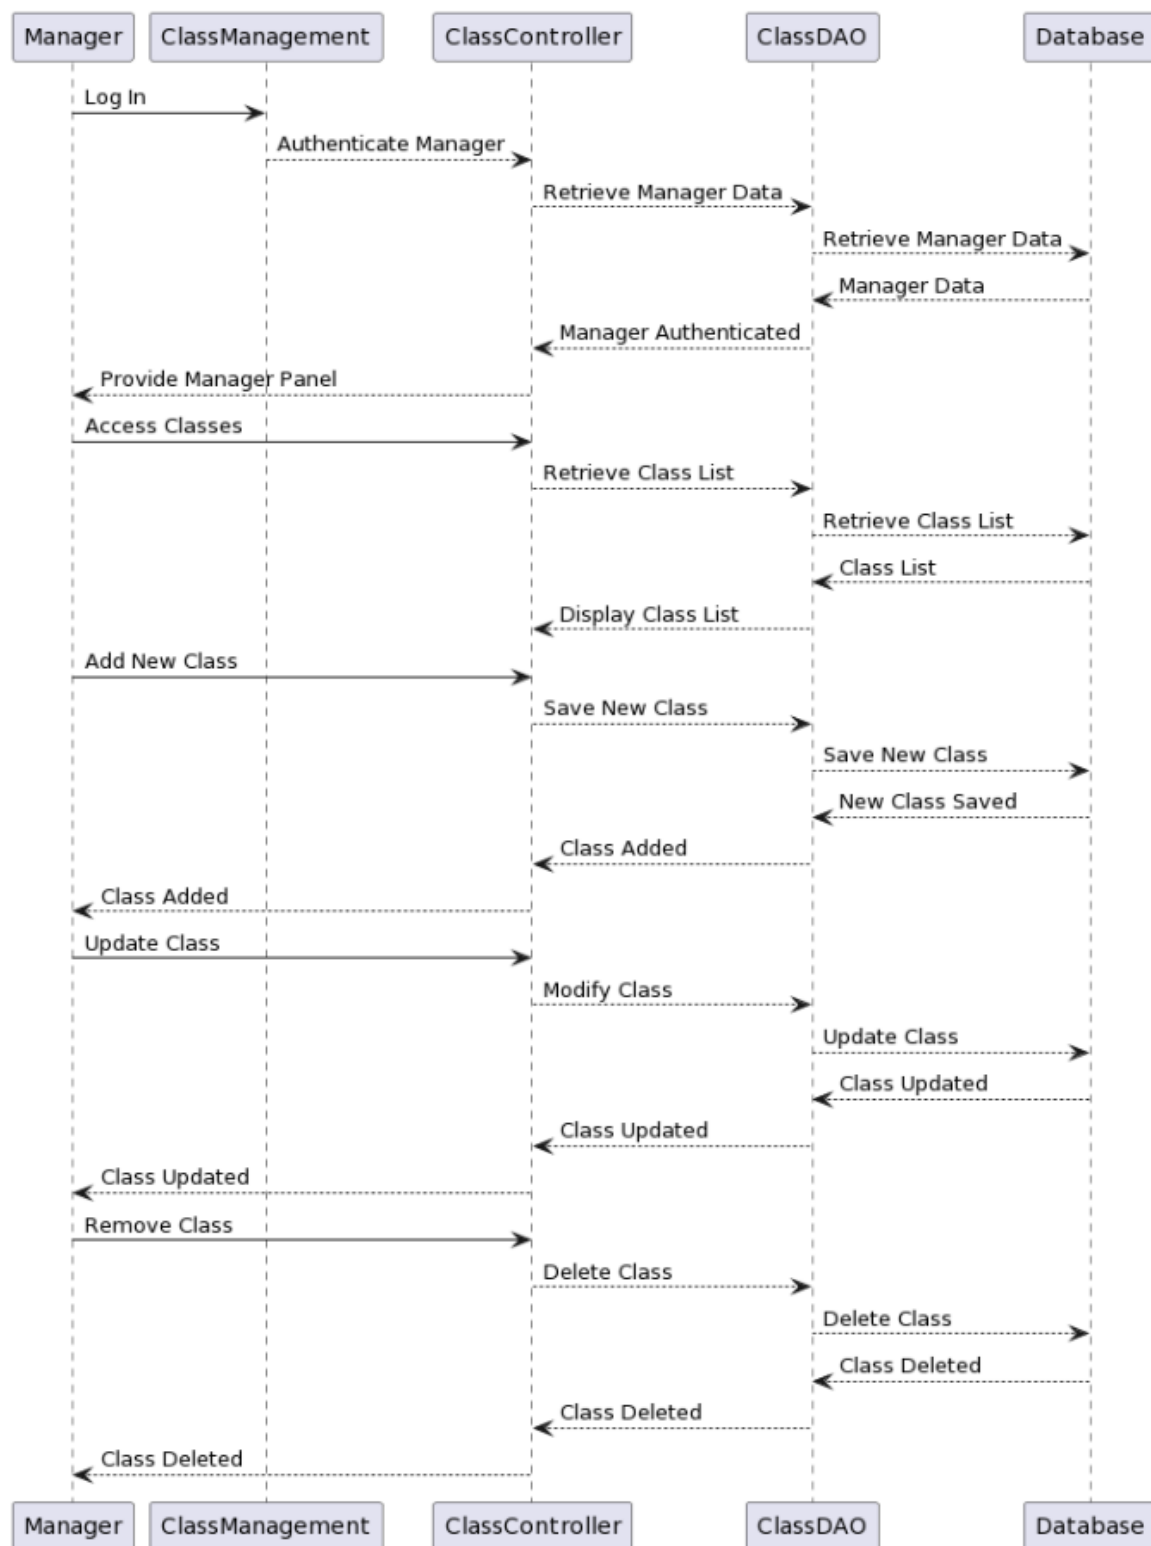 Manager ClassManagement ClassController ClassDAO Database
Log In
Authenticate Manager
Retrieve Manager Data
Retrieve Manager Data
Manager Data
Manager Authenticated
Provide Manager Panel
Access Classes
Retrieve Class List
Retrieve Class List
Class List
Display Class List
Add New Class
Save New Class
Save New Class
New Class Saved
Class Added
Class Added
Update Class
Modify Class
Update Class
Class Updated
Class Updated
Class Updated
Remove Class
Delete Class
Delete Class
Class Deleted
Class Deleted
Class Deleted
Manager ClassManagement ClassController ClassDAO Database